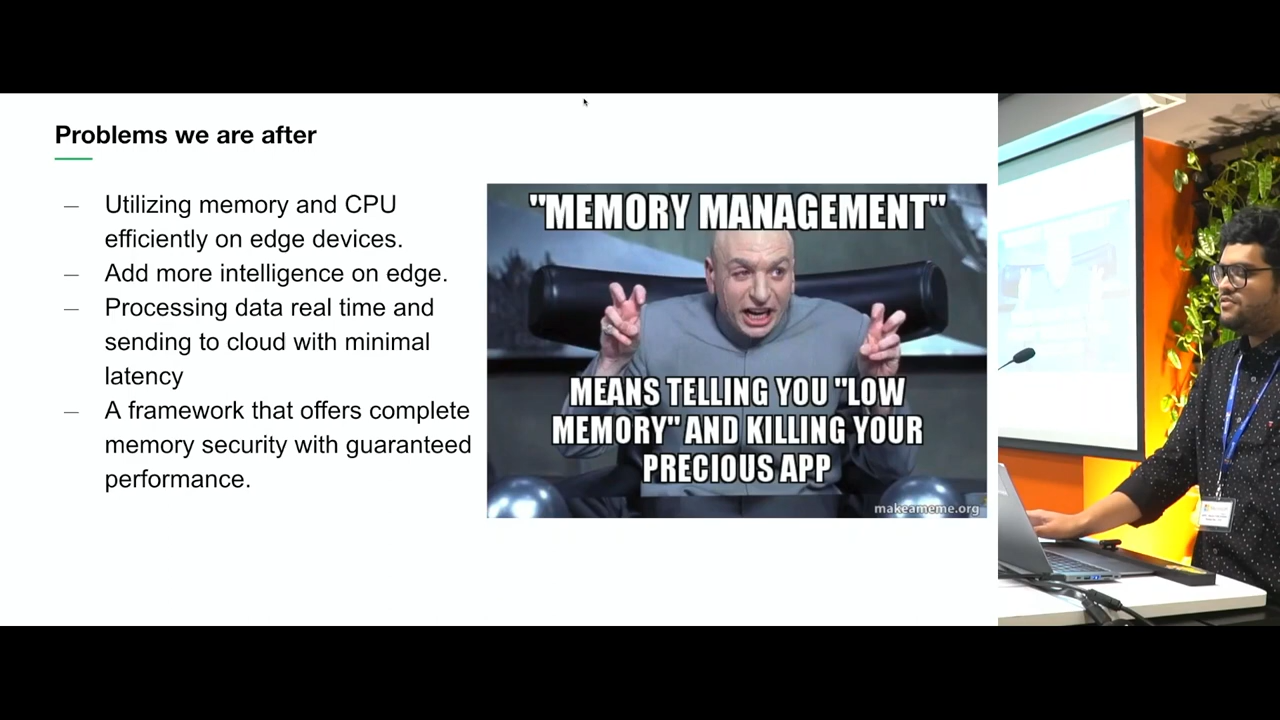 Problems we are after
— Utilizing memory and CPU
efficiently on edge devices.
— Add more intelligence on edge.
— Processing data real time and
sending to cloud with minimal
latency
— A framework that offers complete
memory security with guaranteed
performance.
"MEMORY MANAGEMENT"
MEANS TELLING YOU "LOW
MEMORY" AND KILLING YOUR
PRECIOUS APP
makeameme.org